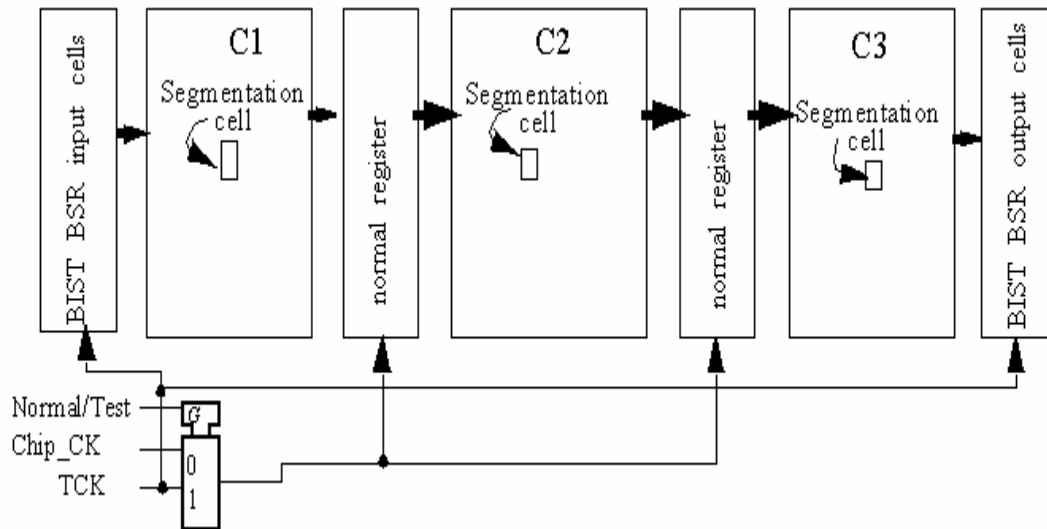 BIST BSR input cells
C1
Segmentation
cell
normal register
C2
Segmentation
cell
normal register
C3
Segmentation
cell
BIST BSR output cells
Normal/Test
G
Chip_CK
0
TCK
1